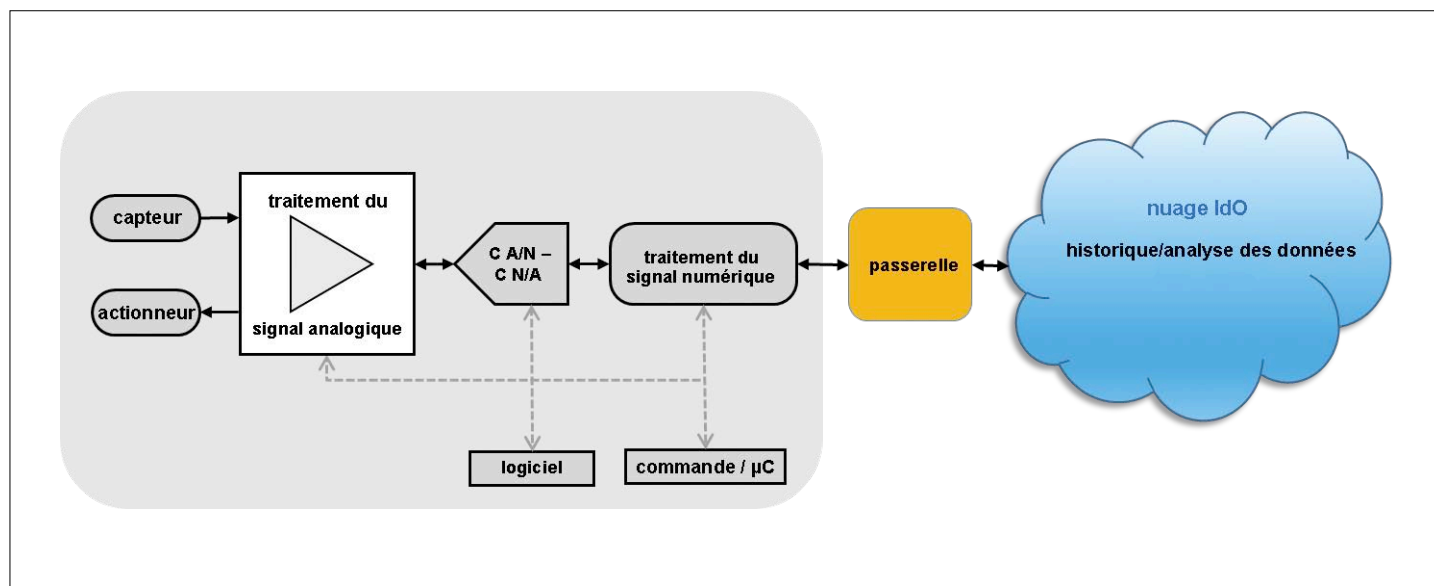 capteur
actionneur
traitement du
signal analogique
C A/N –
C N/A
traitement du
signal numérique
logiciel
commande / µC
passerelle
nuage IdO
historique/analyse des données